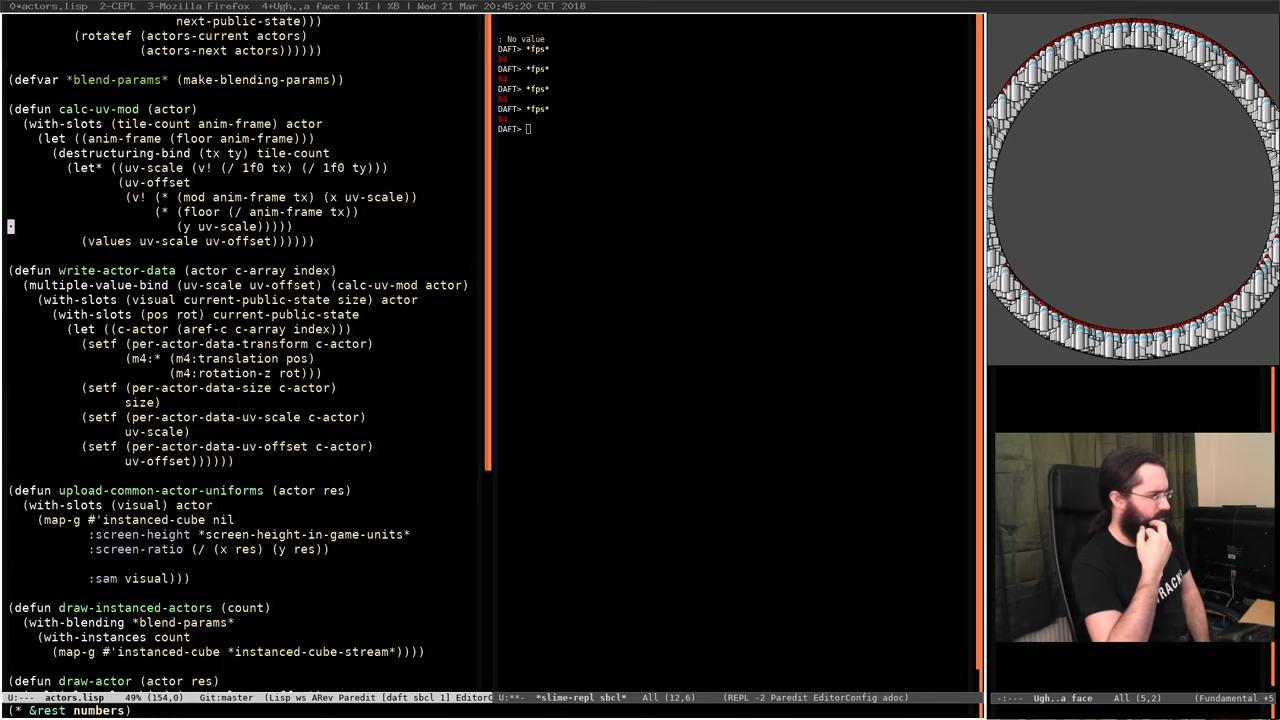 0*actors.lisp  2-CEPL  3-Mozilla Firefox  4+Ugh..a face | %I | %B | Wed 21 Mar 20:45:20 CET 2018
next-public-state)))
(rotatef (actors-current actors)
(actors-next actors))))))
(defvar *blend-params* (make-blending-params))
(defun calc-uv-mod (actor)
(with-slots (tile-count anim-frame) actor
(let ((anim-frame (floor anim-frame)))
(destructuring-bind (tx ty) tile-count
(let* ((uv-scale (v! (/ 1f0 tx) (/ 1f0 ty)))
(uv-offset
(v! (* (mod anim-frame tx) (x uv-scale))
(* (floor (/ anim-frame tx))
(y uv-scale)))))
(values uv-scale uv-offset))))))
(defun write-actor-data (actor c-array index)
(multiple-value-bind (uv-scale uv-offset) (calc-uv-mod actor)
(with-slots (visual current-public-state size) actor
(with-slots (pos rot) current-public-state
(let ((c-actor (aref-c c-array index)))
(setf (per-actor-data-transform c-actor)
(m4:* (m4:translation pos)
(m4:rotation-z rot)))
(setf (per-actor-data-size c-actor)
size)
(setf (per-actor-data-uv-scale c-actor)
uv-scale)
(setf (per-actor-data-uv-offset c-actor)
uv-offset))))))
(defun upload-common-actor-uniforms (actor res)
(with-slots (visual) actor
(map-g #'instanced-cube nil
:screen-height *screen-height-in-game-units*
:screen-ratio (/ (x res) (y res))
:sam visual)))
(defun draw-instanced-actors (count)
(with-blending *blend-params*
(with-instances count
(map-g #'instanced-cube *instanced-cube-stream*))))
(defun draw-actor (actor res)
U:--- actors.lisp 49% (154,0) Git:master (Lisp ws ARev Paredit [daft sbcl 1] EditorC
(* &rest numbers)
; No value
DAFT> *fps*
84
DAFT> *fps*
84
DAFT> *fps*
84
DAFT> *fps*
84
DAFT>
U:**- *slime-repl sbcl* All (12,6) (REPL -2 Paredit EditorConfig adoc)
TRACK
-:--- Ugh..a face All (5,2) (Fundamental +5